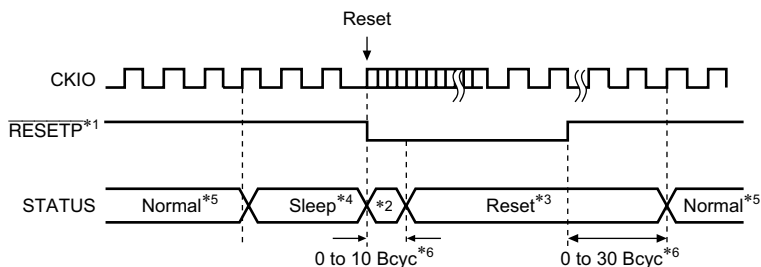 Reset
CKIO
RESETP*1
STATUS Normal*5 Sleep*4 *2 Reset*3 Normal*5
0 to 10 Bcyc*6 0 to 30 Bcyc*6